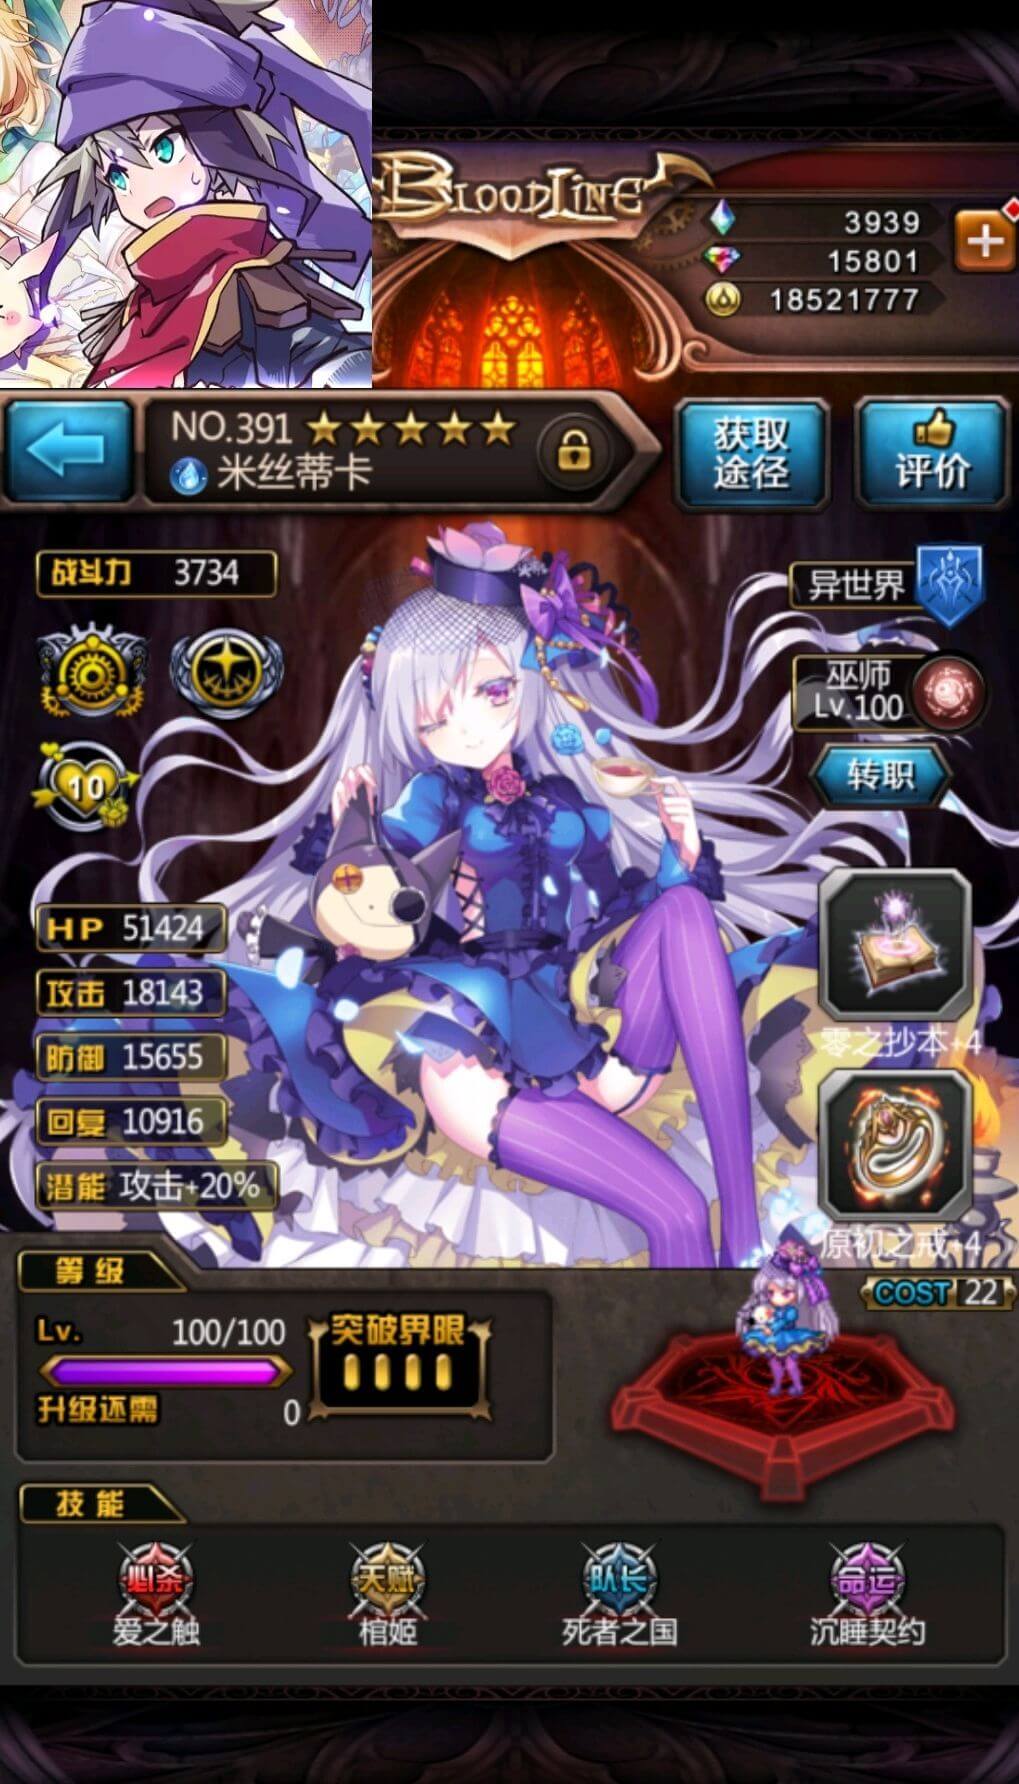 BLOODLINE
3939
15801
18521777
NO.391
米丝蒂卡
获取
途径
评价
战斗力 3734
异世界
巫师
Lv.100
转职
10
HP 51424
攻击 18143
防御 15655
回复 10916
潜能 攻击+20%
零之抄本+4
原初之戒+4
等级
COST 22
Lv. 100/100
突破界限
升级还需 0
技能
必杀 天赋 队长 命运
爱之触 棺姬 死者之国 沉睡契约